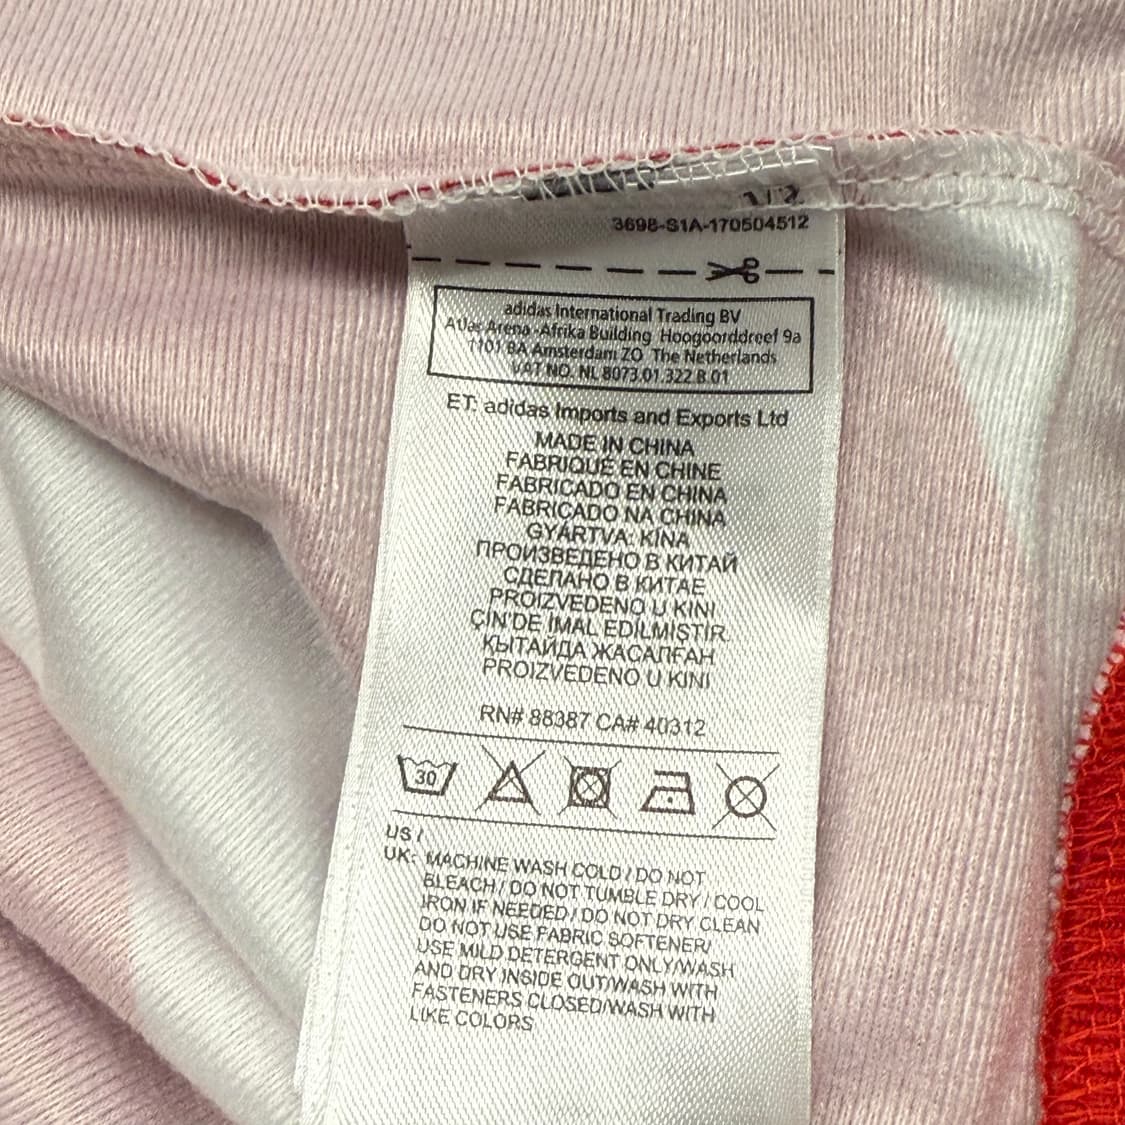 1/2
3698-S1A-170504512
adidas International Trading BV
Atlas Arena -Afrika Building Hoogoorddreef 9a
1101 BA Amsterdam ZO The Netherlands
VAT NO. NL 8073.01.322.B.01
ET: adidas Imports and Exports Ltd
MADE IN CHINA
FABRIQUÉ EN CHINE
FABRICADO EN CHINA
FABRICADO NA CHINA
GYÁRTVA: KÍNA
ПРОИЗВЕДЕНО В КИТАЙ
СДЕЛАНО В КИТАЕ
PROIZVEDENO U KINI
ÇIN'DE İMAL EDİLMİŞTİR.
ҚЫТАЙДА ЖАСАЛҒАН
PROIZVEDENO U KINI
RN# 88387 CA# 40312
30
US /
UK: MACHINE WASH COLD / DO NOT
BLEACH / DO NOT TUMBLE DRY / COOL
IRON IF NEEDED / DO NOT DRY CLEAN
DO NOT USE FABRIC SOFTENER/
USE MILD DETERGENT ONLY/WASH
AND DRY INSIDE OUT/WASH WITH
FASTENERS CLOSED/WASH WITH
LIKE COLORS